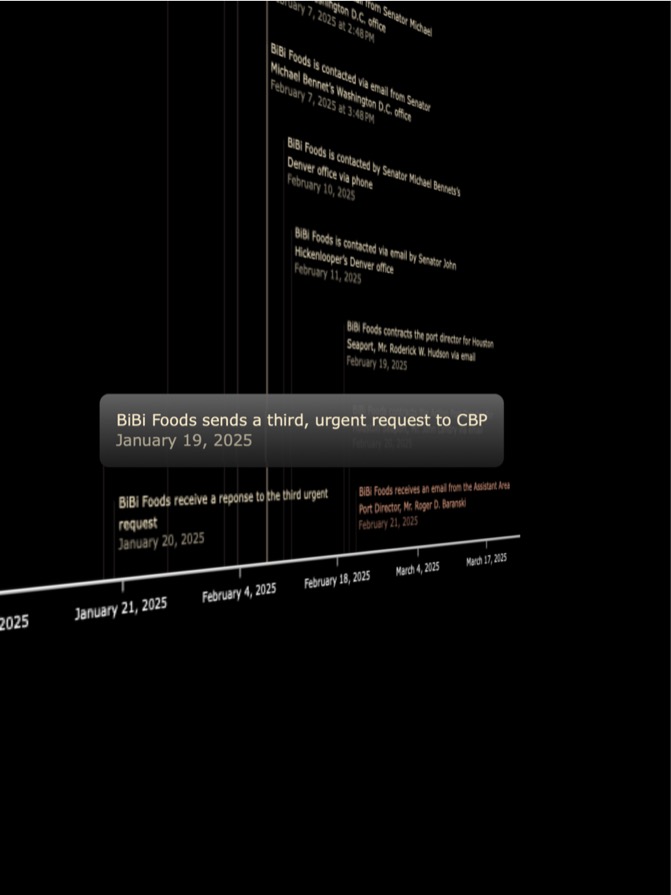 from Senator Michael
Washington D.C. office
February 7, 2025 at 2:48 PM
BiBi Foods is contacted via email from Senator
Michael Bennet's Washington D.C. office
February 7, 2025 at 3:48 PM
BiBi Foods is contacted by Senator Michael Bennets's
Denver office via phone
February 10, 2025
BiBi Foods is contacted via email by Senator John
Hickenlooper's Denver office
February 11, 2025
BiBi Foods contracts the port director for Houston
Seaport, Mr. Roderick W. Hudson via email
February 19, 2025
BiBi Foods sends a third, urgent request to CBP
January 19, 2025
BiBi Foods receive a reponse to the third urgent
request
January 20, 2025
BiBi Foods receives an email from the Assistant Area
Port Director, Mr. Roger D. Baranski
February 21, 2025
2025
January 21, 2025
February 4, 2025
February 18, 2025
March 4, 2025
March 17, 2025